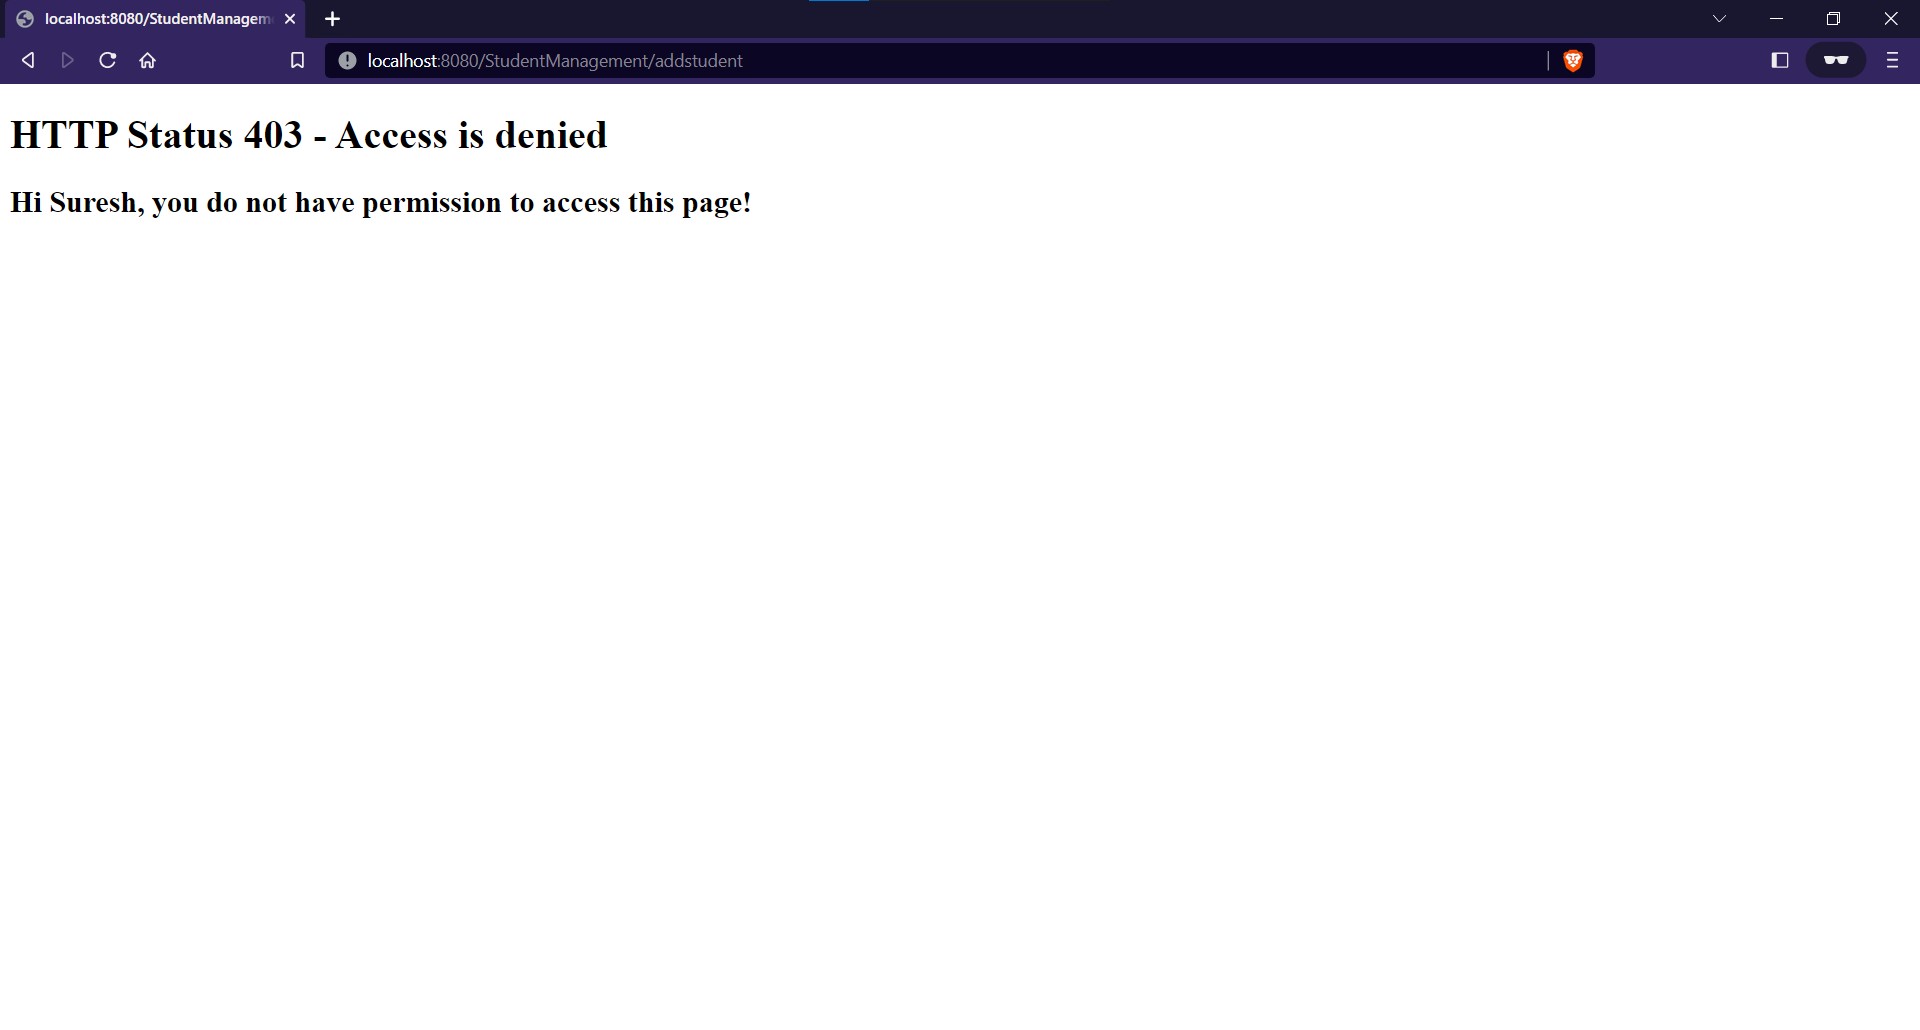 localhost:8080/StudentManagem
localhost:8080/StudentManagement/addstudent
HTTP Status 403 - Access is denied
Hi Suresh, you do not have permission to access this page!